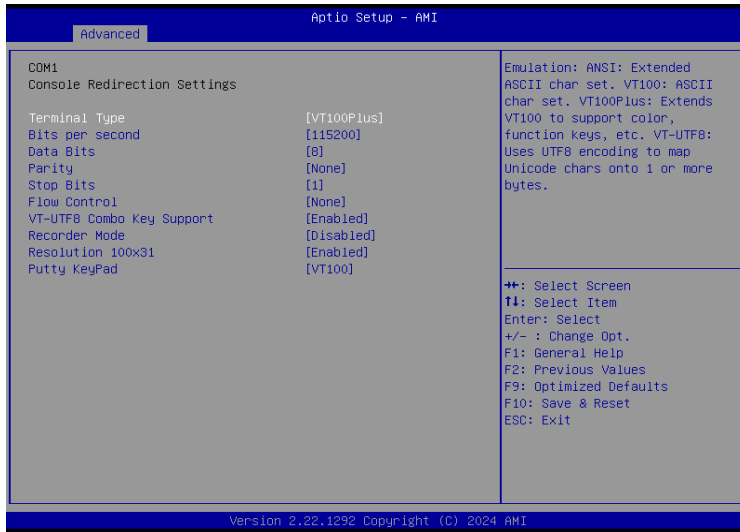 Aptio Setup – AMI
Advanced
COM1
Console Redirection Settings
Terminal Type [VT100Plus]
Bits per second [115200]
Data Bits [8]
Parity [None]
Stop Bits [1]
Flow Control [None]
VT-UTF8 Combo Key Support [Enabled]
Recorder Mode [Disabled]
Resolution 100x31 [Enabled]
Putty KeyPad [VT100]
Emulation: ANSI: Extended
ASCII char set. VT100: ASCII
char set. VT100Plus: Extends
VT100 to support color,
function keys, etc. VT-UTF8:
Uses UTF8 encoding to map
Unicode chars onto 1 or more
bytes.
→←: Select Screen
↑↓: Select Item
Enter: Select
+/- : Change Opt.
F1: General Help
F2: Previous Values
F9: Optimized Defaults
F10: Save & Reset
ESC: Exit
Version 2.22.1292 Copyright (C) 2024 AMI